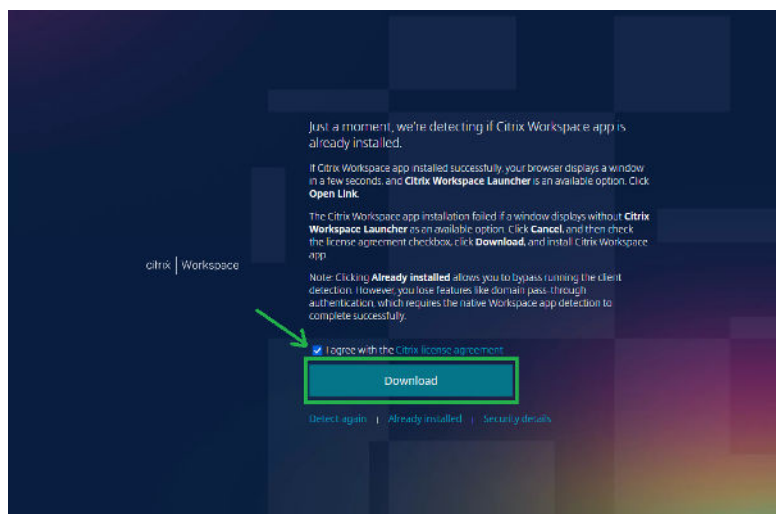 Just a moment, we're detecting if Citrix Workspace app is
already installed.
If Citrix Workspace app installed successfully, your browser displays a window
in a few seconds, and Citrix Workspace Launcher is an available option. Click
Open Link.
The Citrix Workspace app installation failed if a window displays without Citrix
Workspace Launcher as an available option. Click Cancel, and then check
the license agreement checkbox, click Download, and install Citrix Workspace
app.
citrix | Workspace
Note: Clicking Already installed allows you to bypass running the client
detection. However, you lose features like domain pass-through
authentication, which requires the native Workspace app detection to
complete successfully.
I agree with the Citrix license agreement
Download
Detect again | Already installed | Security details